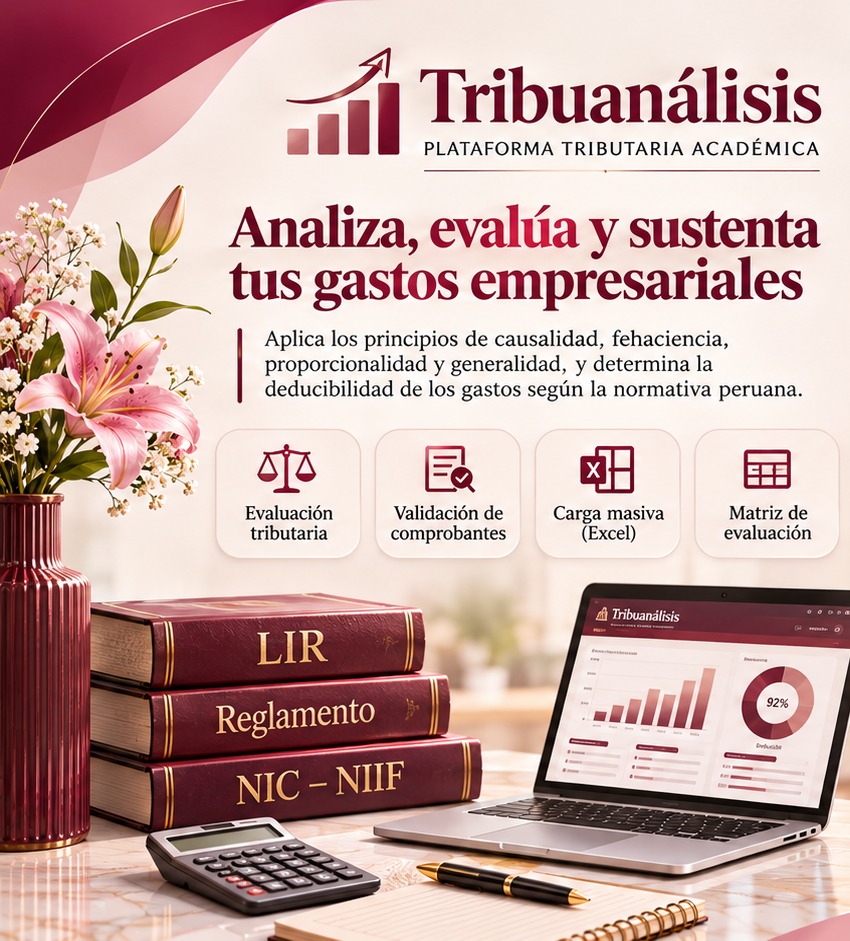 Tribuanálisis
PLATAFORMA TRIBUTARIA ACADÉMICA
Analiza, evalúa y sustenta
tus gastos empresariales
Aplica los principios de causalidad, fehaciencia,
proporcionalidad y generalidad, y determina la
deducibilidad de los gastos según la normativa peruana.
Evaluación
tributaria
Validación de
comprobantes
X
Carga masiva
(Excel)
Matriz de
evaluación
LIR
Reglamento
NIC – NIIF
Tribuanálisis
92%